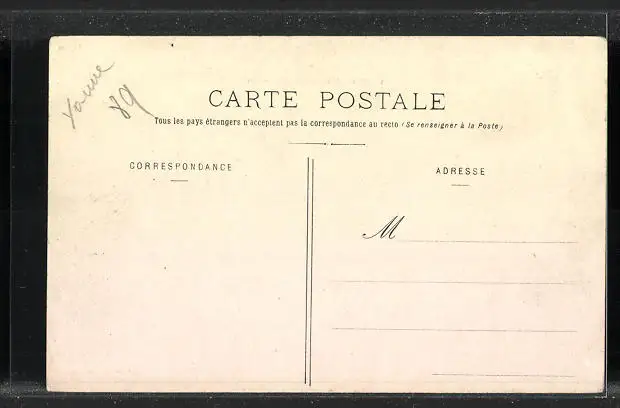 Yonne
89
CARTE POSTALE
Tous les pays étrangers n'acceptent pas la correspondance au recto (Se renseigner à la Poste)
CORRESPONDANCE
ADRESSE
M